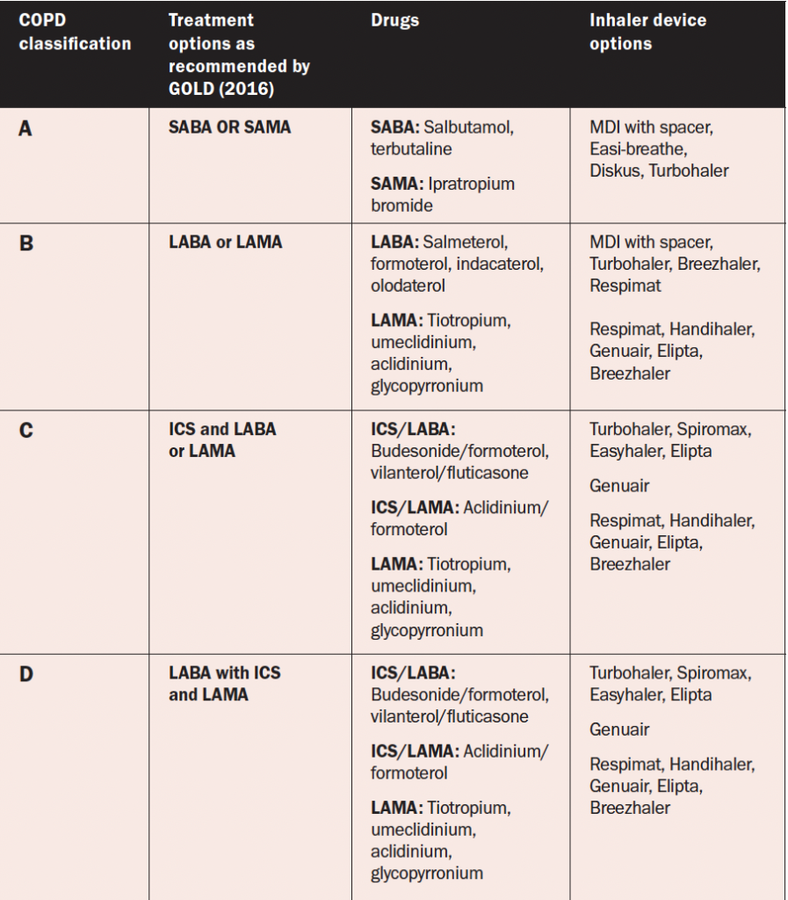 COPD classification
Treatment options as recommended by GOLD (2016)
Drugs
Inhaler device options
A
SABA OR SAMA
SABA: Salbutamol,
terbutaline
SAMA: Ipratropium
bromide
MDI with spacer,
Easi-breathe,
Diskus, Turbohaler
B
LABA or LAMA
LABA: Salmeterol,
formoterol, indacaterol,
olodaterol
LAMA: Tiotropium,
umeclidinium,
aclidinium,
glycopyrronium
MDI with spacer,
Turbohaler, Breezhaler,
Respimat
Respimat, Handihaler,
Genuair, Elipta,
Breezhaler
C
ICS and LABA
or LAMA
ICS/LABA:
Budesonide/formoterol,
vilanterol/fluticasone
ICS/LAMA: Aclidinium/
formoterol
LAMA: Tiotropium,
umeclidinium,
aclidinium,
glycopyrronium
Turbohaler, Spiromax,
Easyhaler, Elipta
Genuair
Respimat, Handihaler,
Genuair, Elipta,
Breezhaler
D
LABA with ICS
and LAMA
ICS/LABA:
Budesonide/formoterol,
vilanterol/fluticasone
ICS/LAMA: Aclidinium/
formoterol
LAMA: Tiotropium,
umeclidinium,
aclidinium,
glycopyrronium
Turbohaler, Spiromax,
Easyhaler, Elipta
Genuair
Respimat, Handihaler,
Genuair, Elipta,
Breezhaler